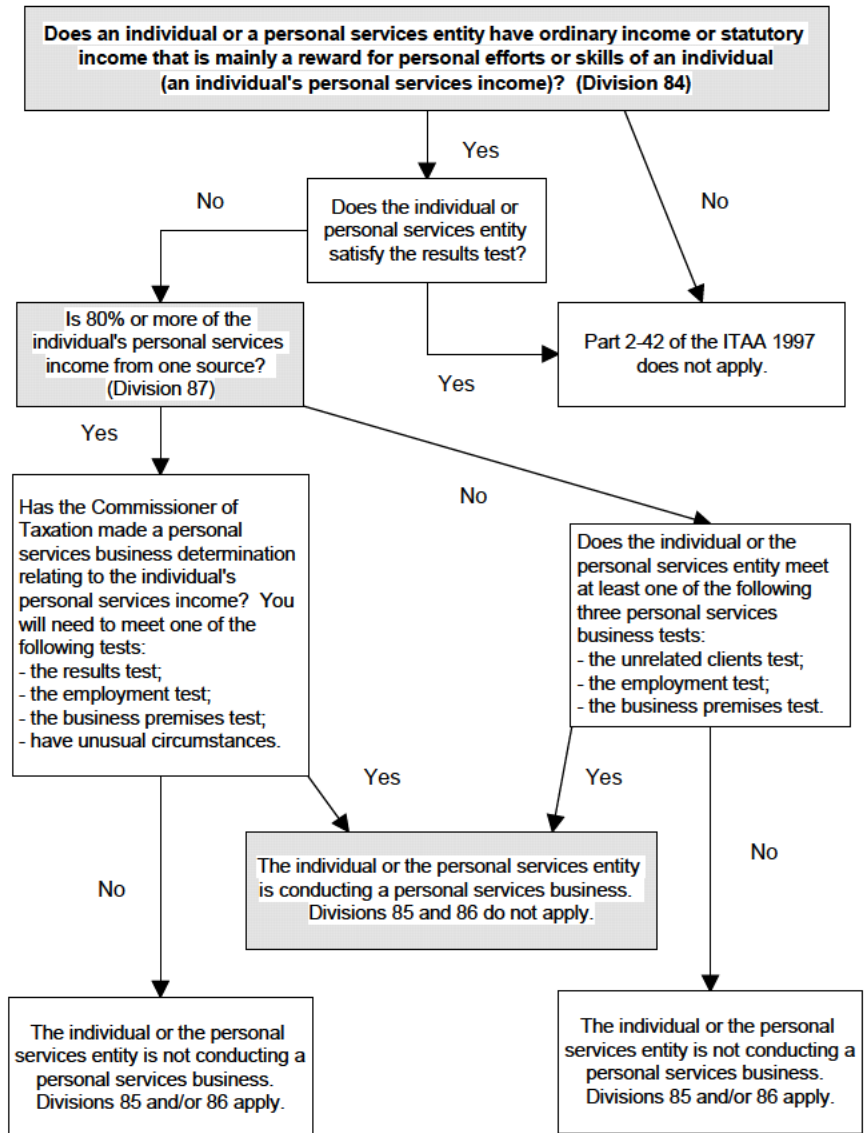 Does an individual or a personal services entity have ordinary income or statutory
income that is mainly a reward for personal efforts or skills of an individual
(an individual's personal services income)? (Division 84)
Yes
No
No
Does the individual or
personal services entity
satisfy the results test?
Is 80% or more of the
individual's personal services
income from one source?
(Division 87)
Yes
Part 2-42 of the ITAA 1997
does not apply.
Yes
No
Has the Commissioner of
Taxation made a personal
services business determination
relating to the individual's
personal services income? You
will need to meet one of the
following tests:
- the results test;
- the employment test;
- the business premises test;
- have unusual circumstances.
Does the individual or the
personal services entity meet
at least one of the following
three personal services
business tests:
- the unrelated clients test;
- the employment test;
- the business premises test.
Yes
Yes
No
No
The individual or the personal services entity
is conducting a personal services business.
Divisions 85 and 86 do not apply.
The individual or the personal
services entity is not conducting a
personal services business.
Divisions 85 and/or 86 apply.
The individual or the personal
services entity is not conducting a
personal services business.
Divisions 85 and/or 86 apply.